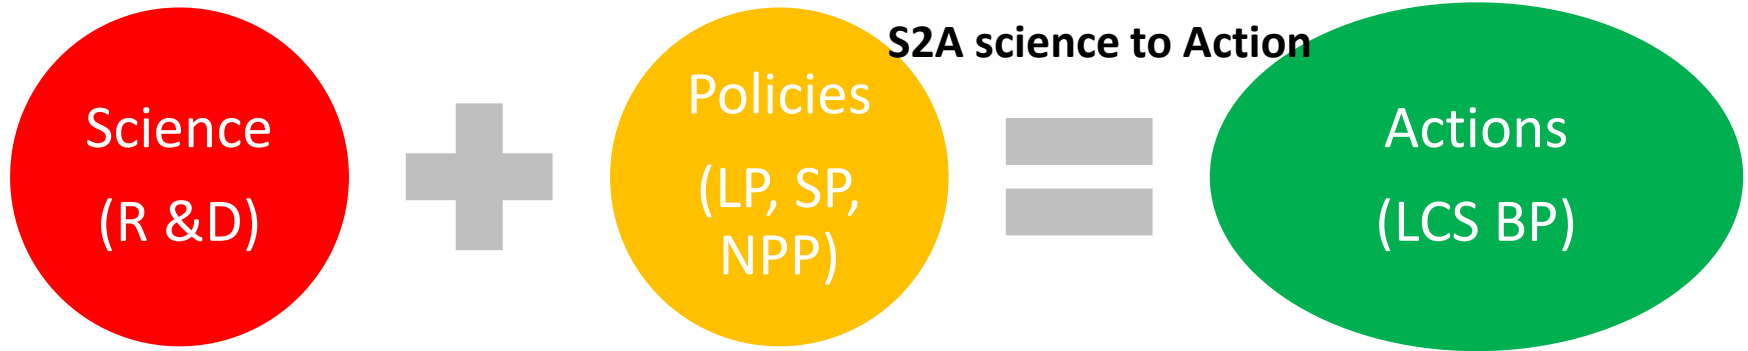 S2A science to Action
Science
(R &D)
Policies
(LP, SP,
NPP)
Actions
(LCS BP)